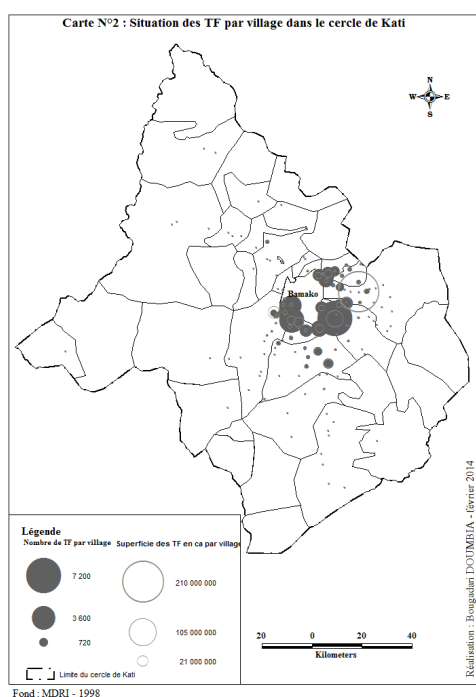 Carte N°2 : Situation des TF par village dans le cercle de Kati
N
W E
S
Bamako
Légende
Nombre de TF par village Superficie des TF en ca par village
7 200
210 000 000
3 600
105 000 000
720
21 000 000
Limite du cercle de Kati
20 0 20 40
Kilometers
Réalisation : Bougadari DOUMBIA - février 2014
Fond : MDRI - 1998